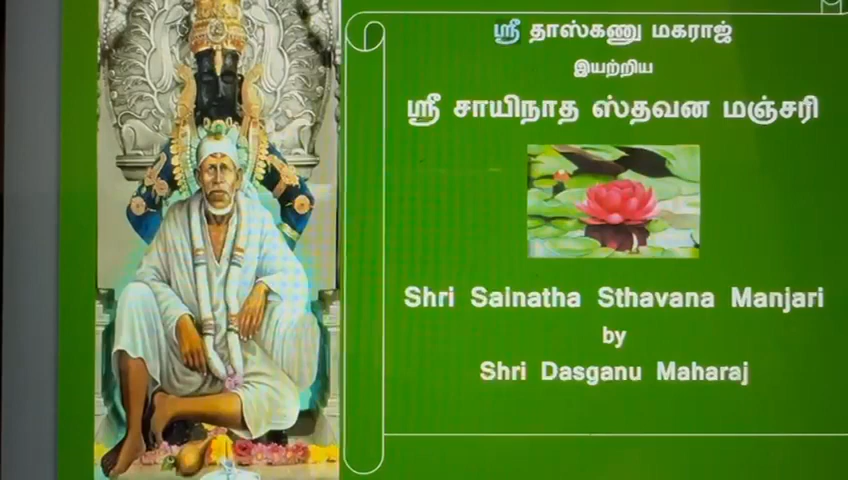 ஸ்ரீ தாஸ்கணு மகராஜ்
இயற்றிய
ஸ்ரீ சாயிநாத ஸ்தவன மஞ்சரி
Shri Sainatha Sthavana Manjari
by
Shri Dasganu Maharaj